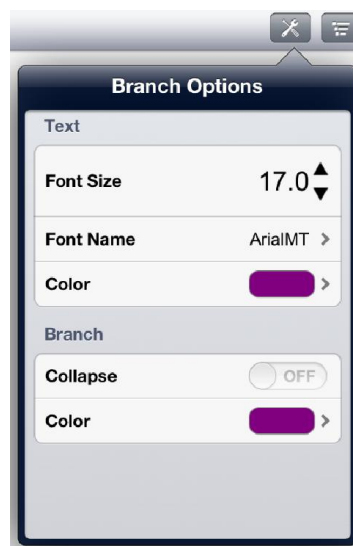 Branch Options
Text
Font Size 17.0
Font Name ArialMT >
Color >
Branch
Collapse OFF
Color >